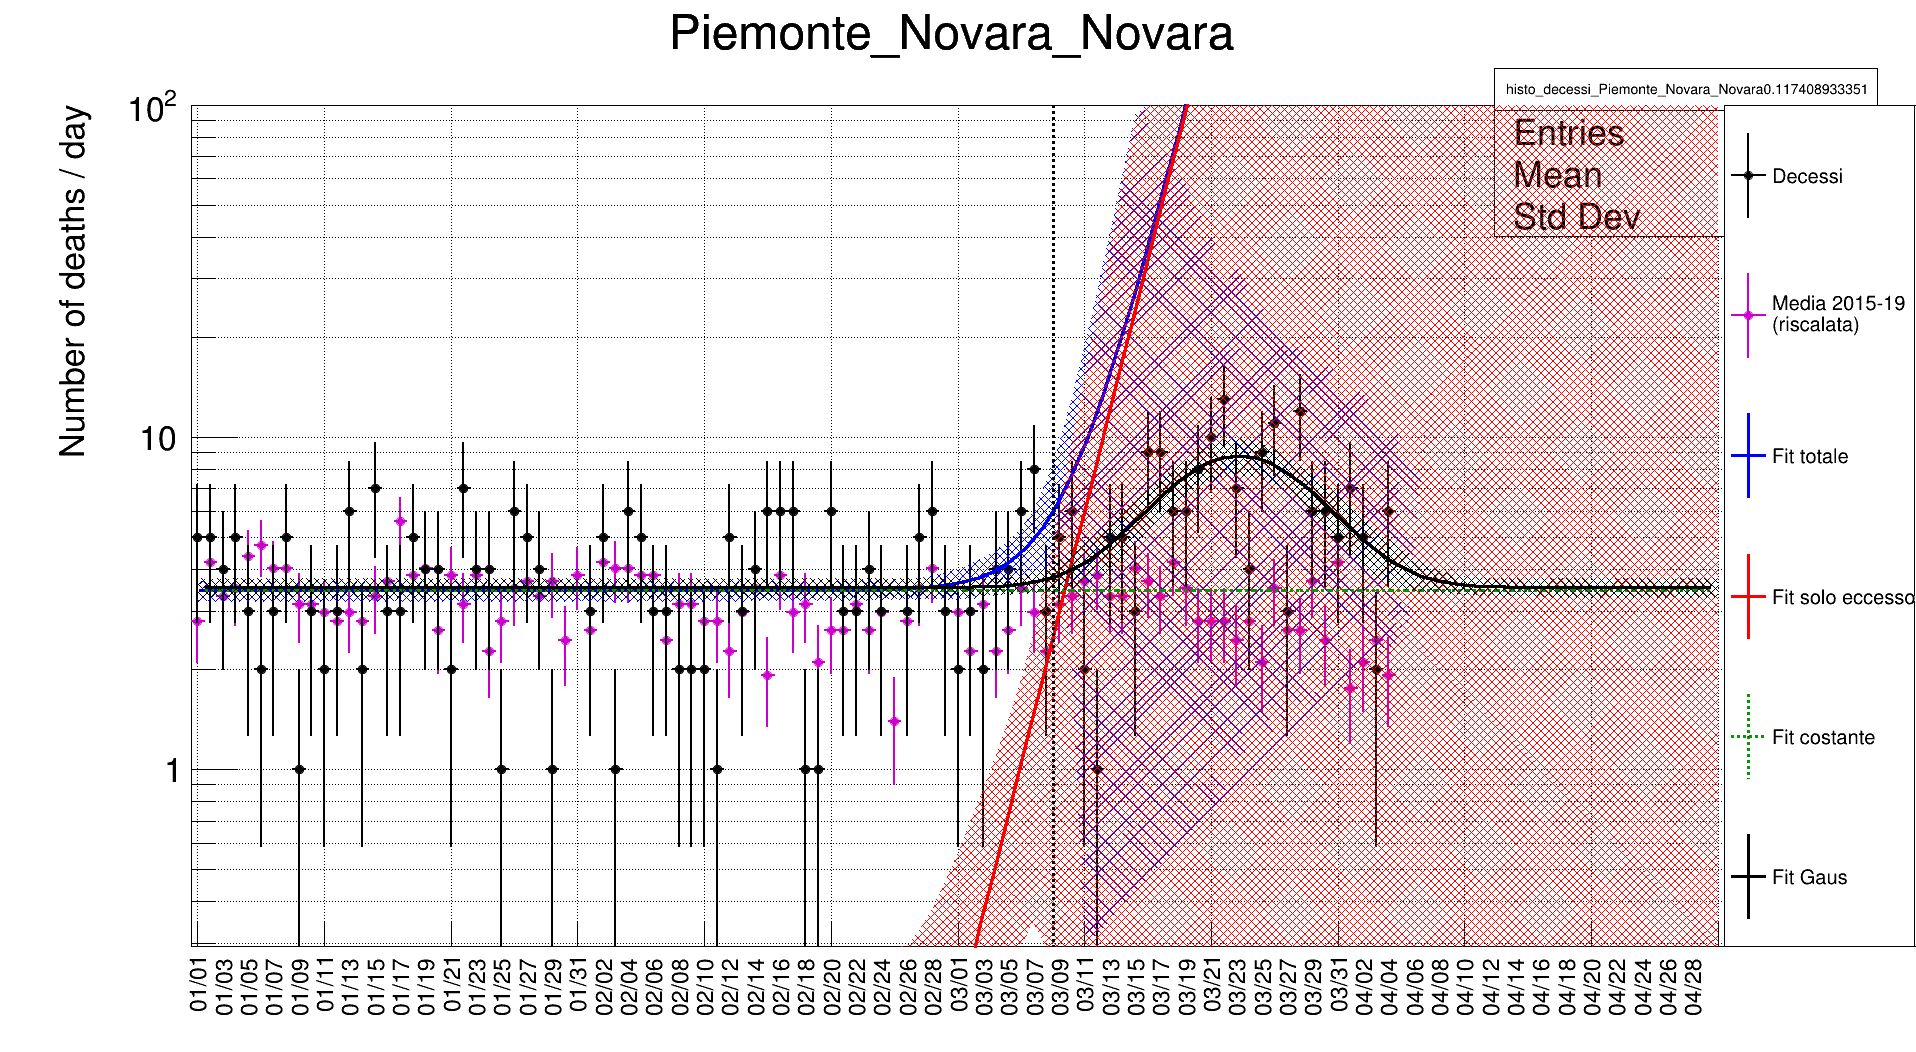 Piemonte_Novara_Novara
histo_decessi_Piemonte_Novara_Novara0.117408933351
Entries
Mean
Std Dev
Number of deaths / day
10²
10
1
Decessi
Media 2015-19
(riscalata)
Fit totale
Fit solo eccesso
Fit costante
Fit Gaus
01/01 01/03 01/05 01/07 01/09 01/11 01/13 01/15 01/17 01/19 01/21 01/23 01/25 01/27 01/29 01/31 02/02 02/04 02/06 02/08 02/10 02/12 02/14 02/16 02/18 02/20 02/22 02/24 02/26 02/28 03/01 03/03 03/05 03/07 03/09 03/11 03/13 03/15 03/17 03/19 03/21 03/23 03/25 03/27 03/29 03/31 04/02 04/04 04/06 04/08 04/10 04/12 04/14 04/16 04/18 04/20 04/22 04/24 04/26 04/28